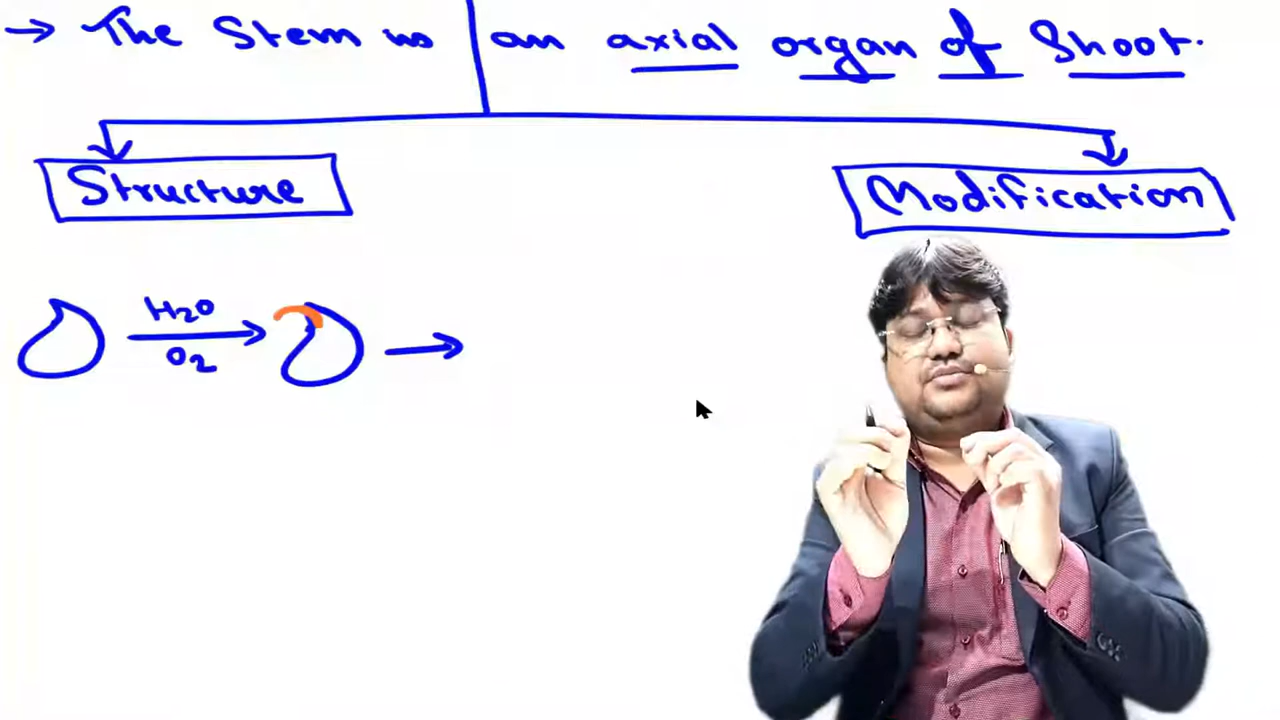 → The Stem is an axial organ of Shoot.
Structure
Modification
H₂O
O₂